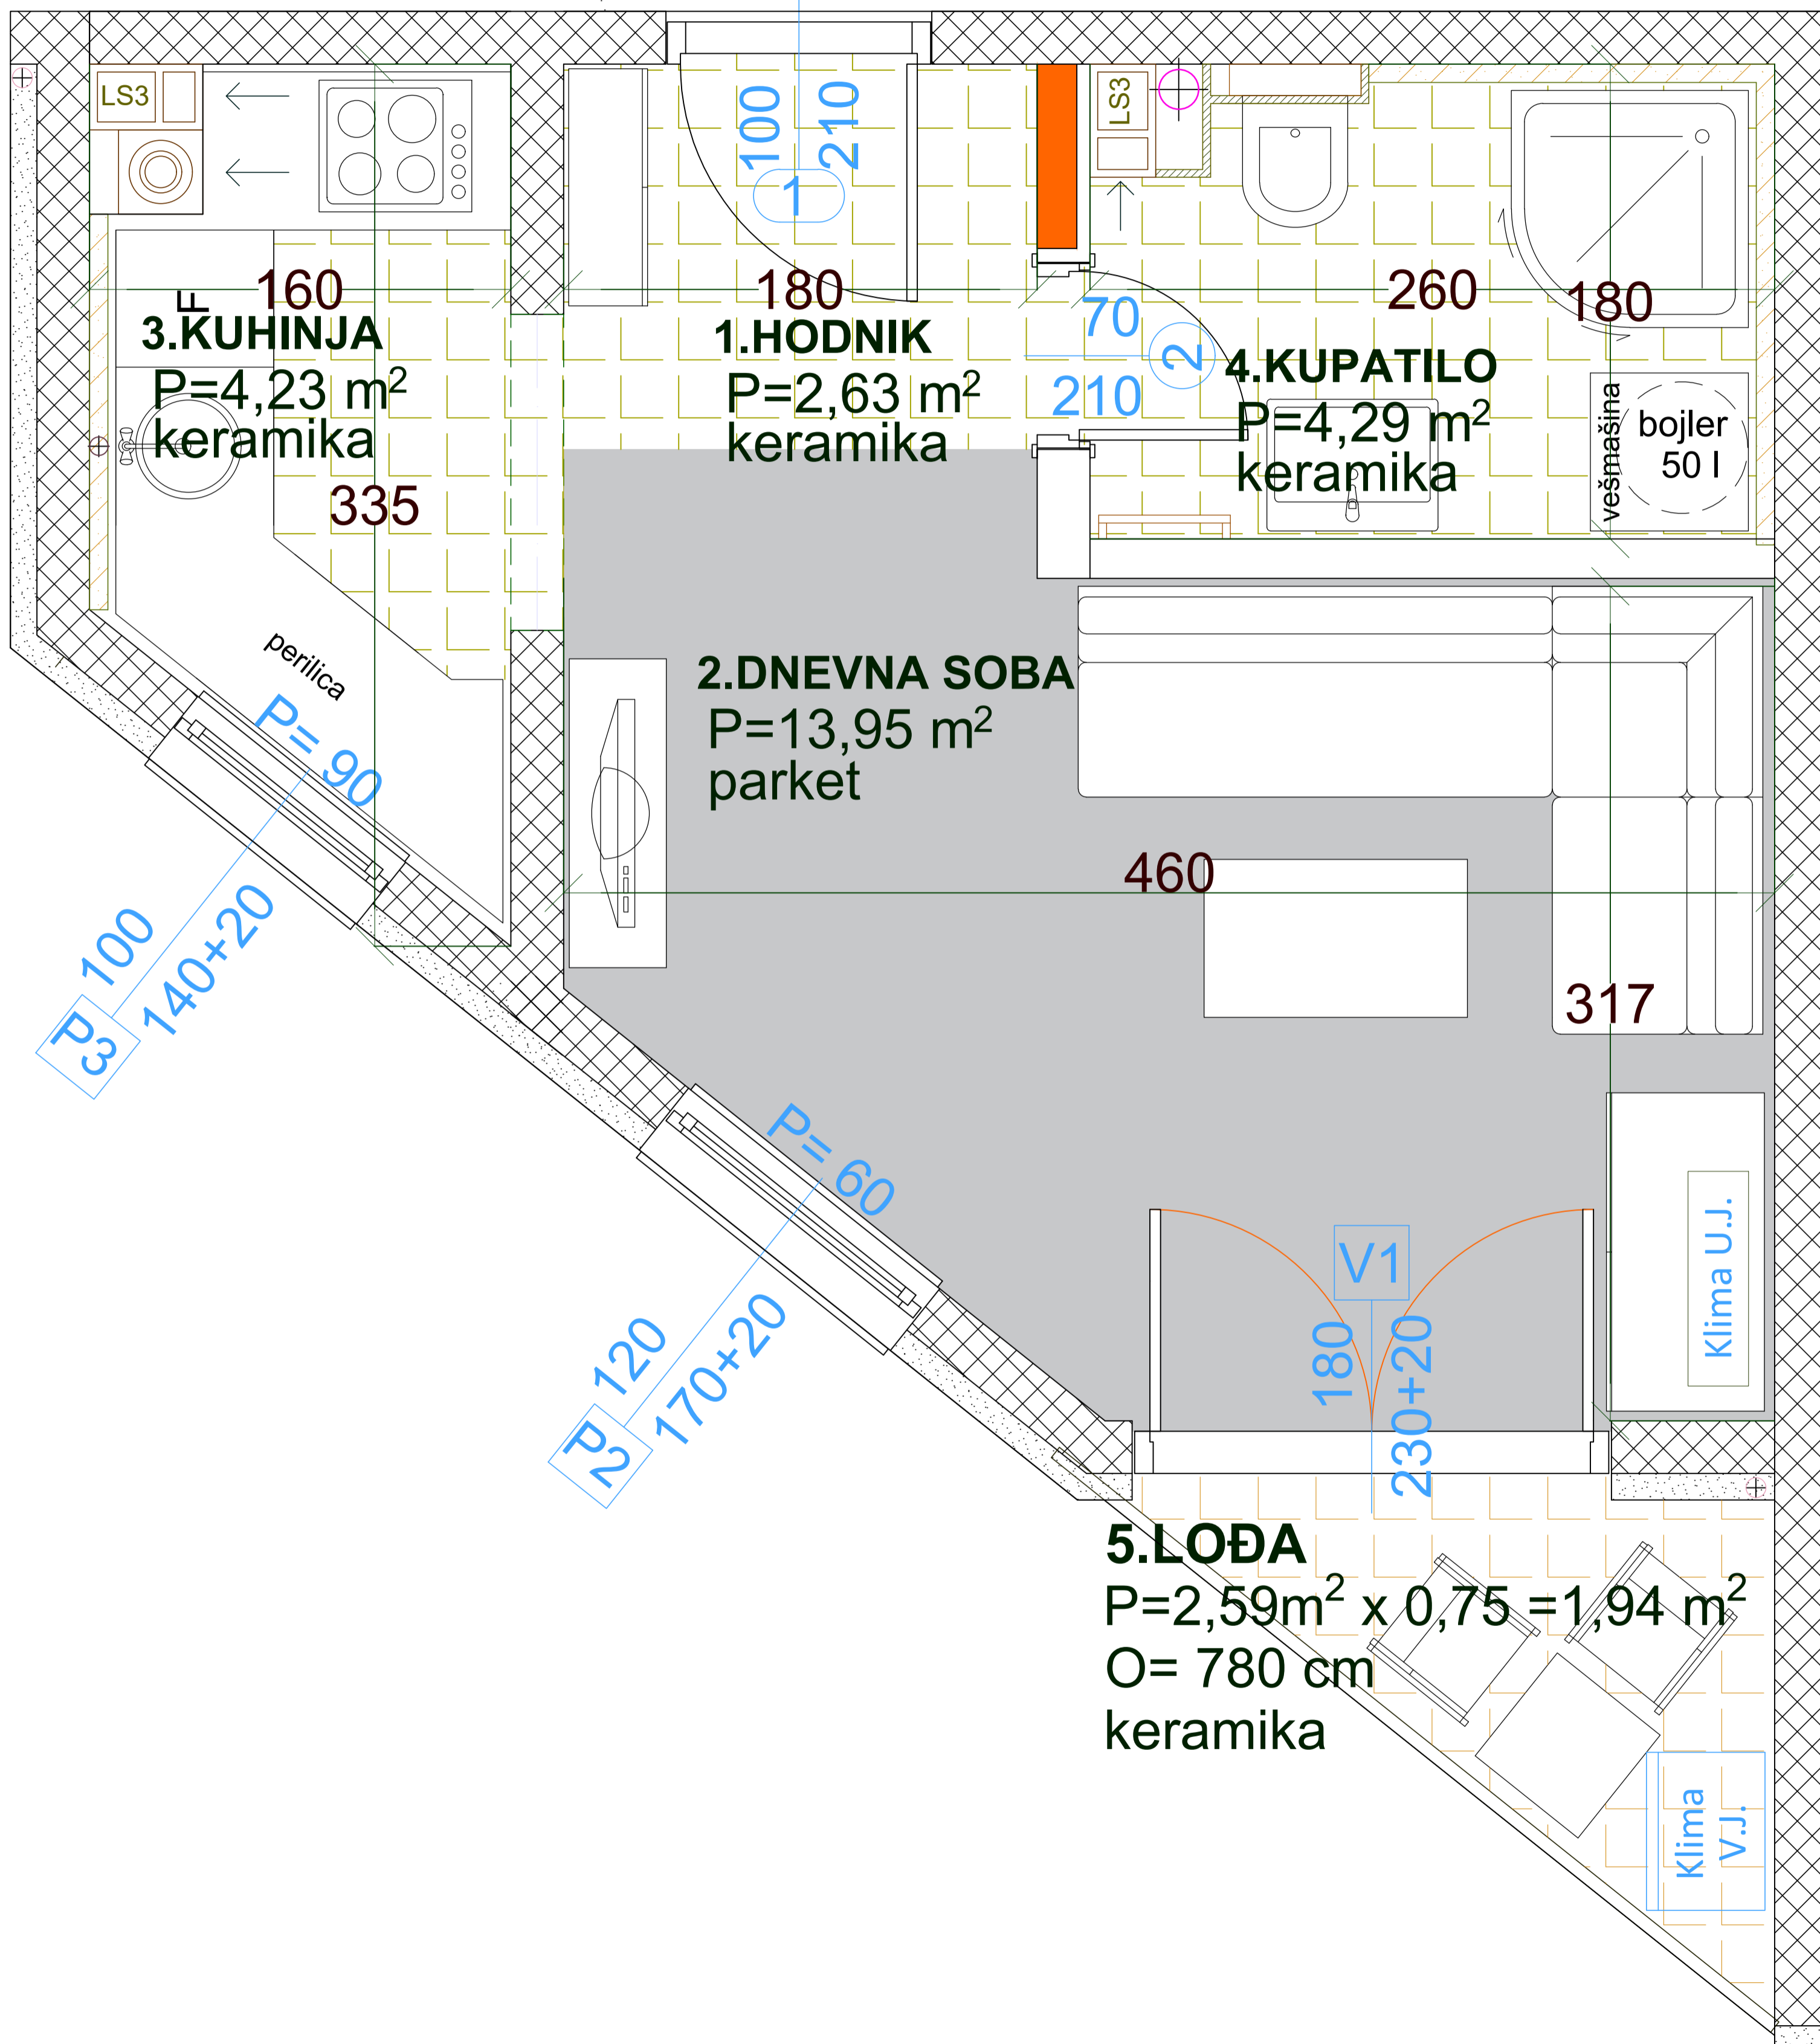 LS3
100
210
1
LS3
160
F
3.KUHINJA
P=4,23 m²
keramika
335
180
1.HODNIK
P=2,63 m²
keramika
70
210
2
260
180
4.KUPATILO
P=4,29 m²
keramika
vešmašina
bojler
50 l
perilica
P= 90
100
140+20
P3
2.DNEVNA SOBA
P=13,95 m²
parket
460
317
P= 60
120
170+20
P2
V1
180
230+20
Klima U.J.
5.LOĐA
P=2,59m² x 0,75 =1,94 m²
O= 780 cm
keramika
Klima
V.J.